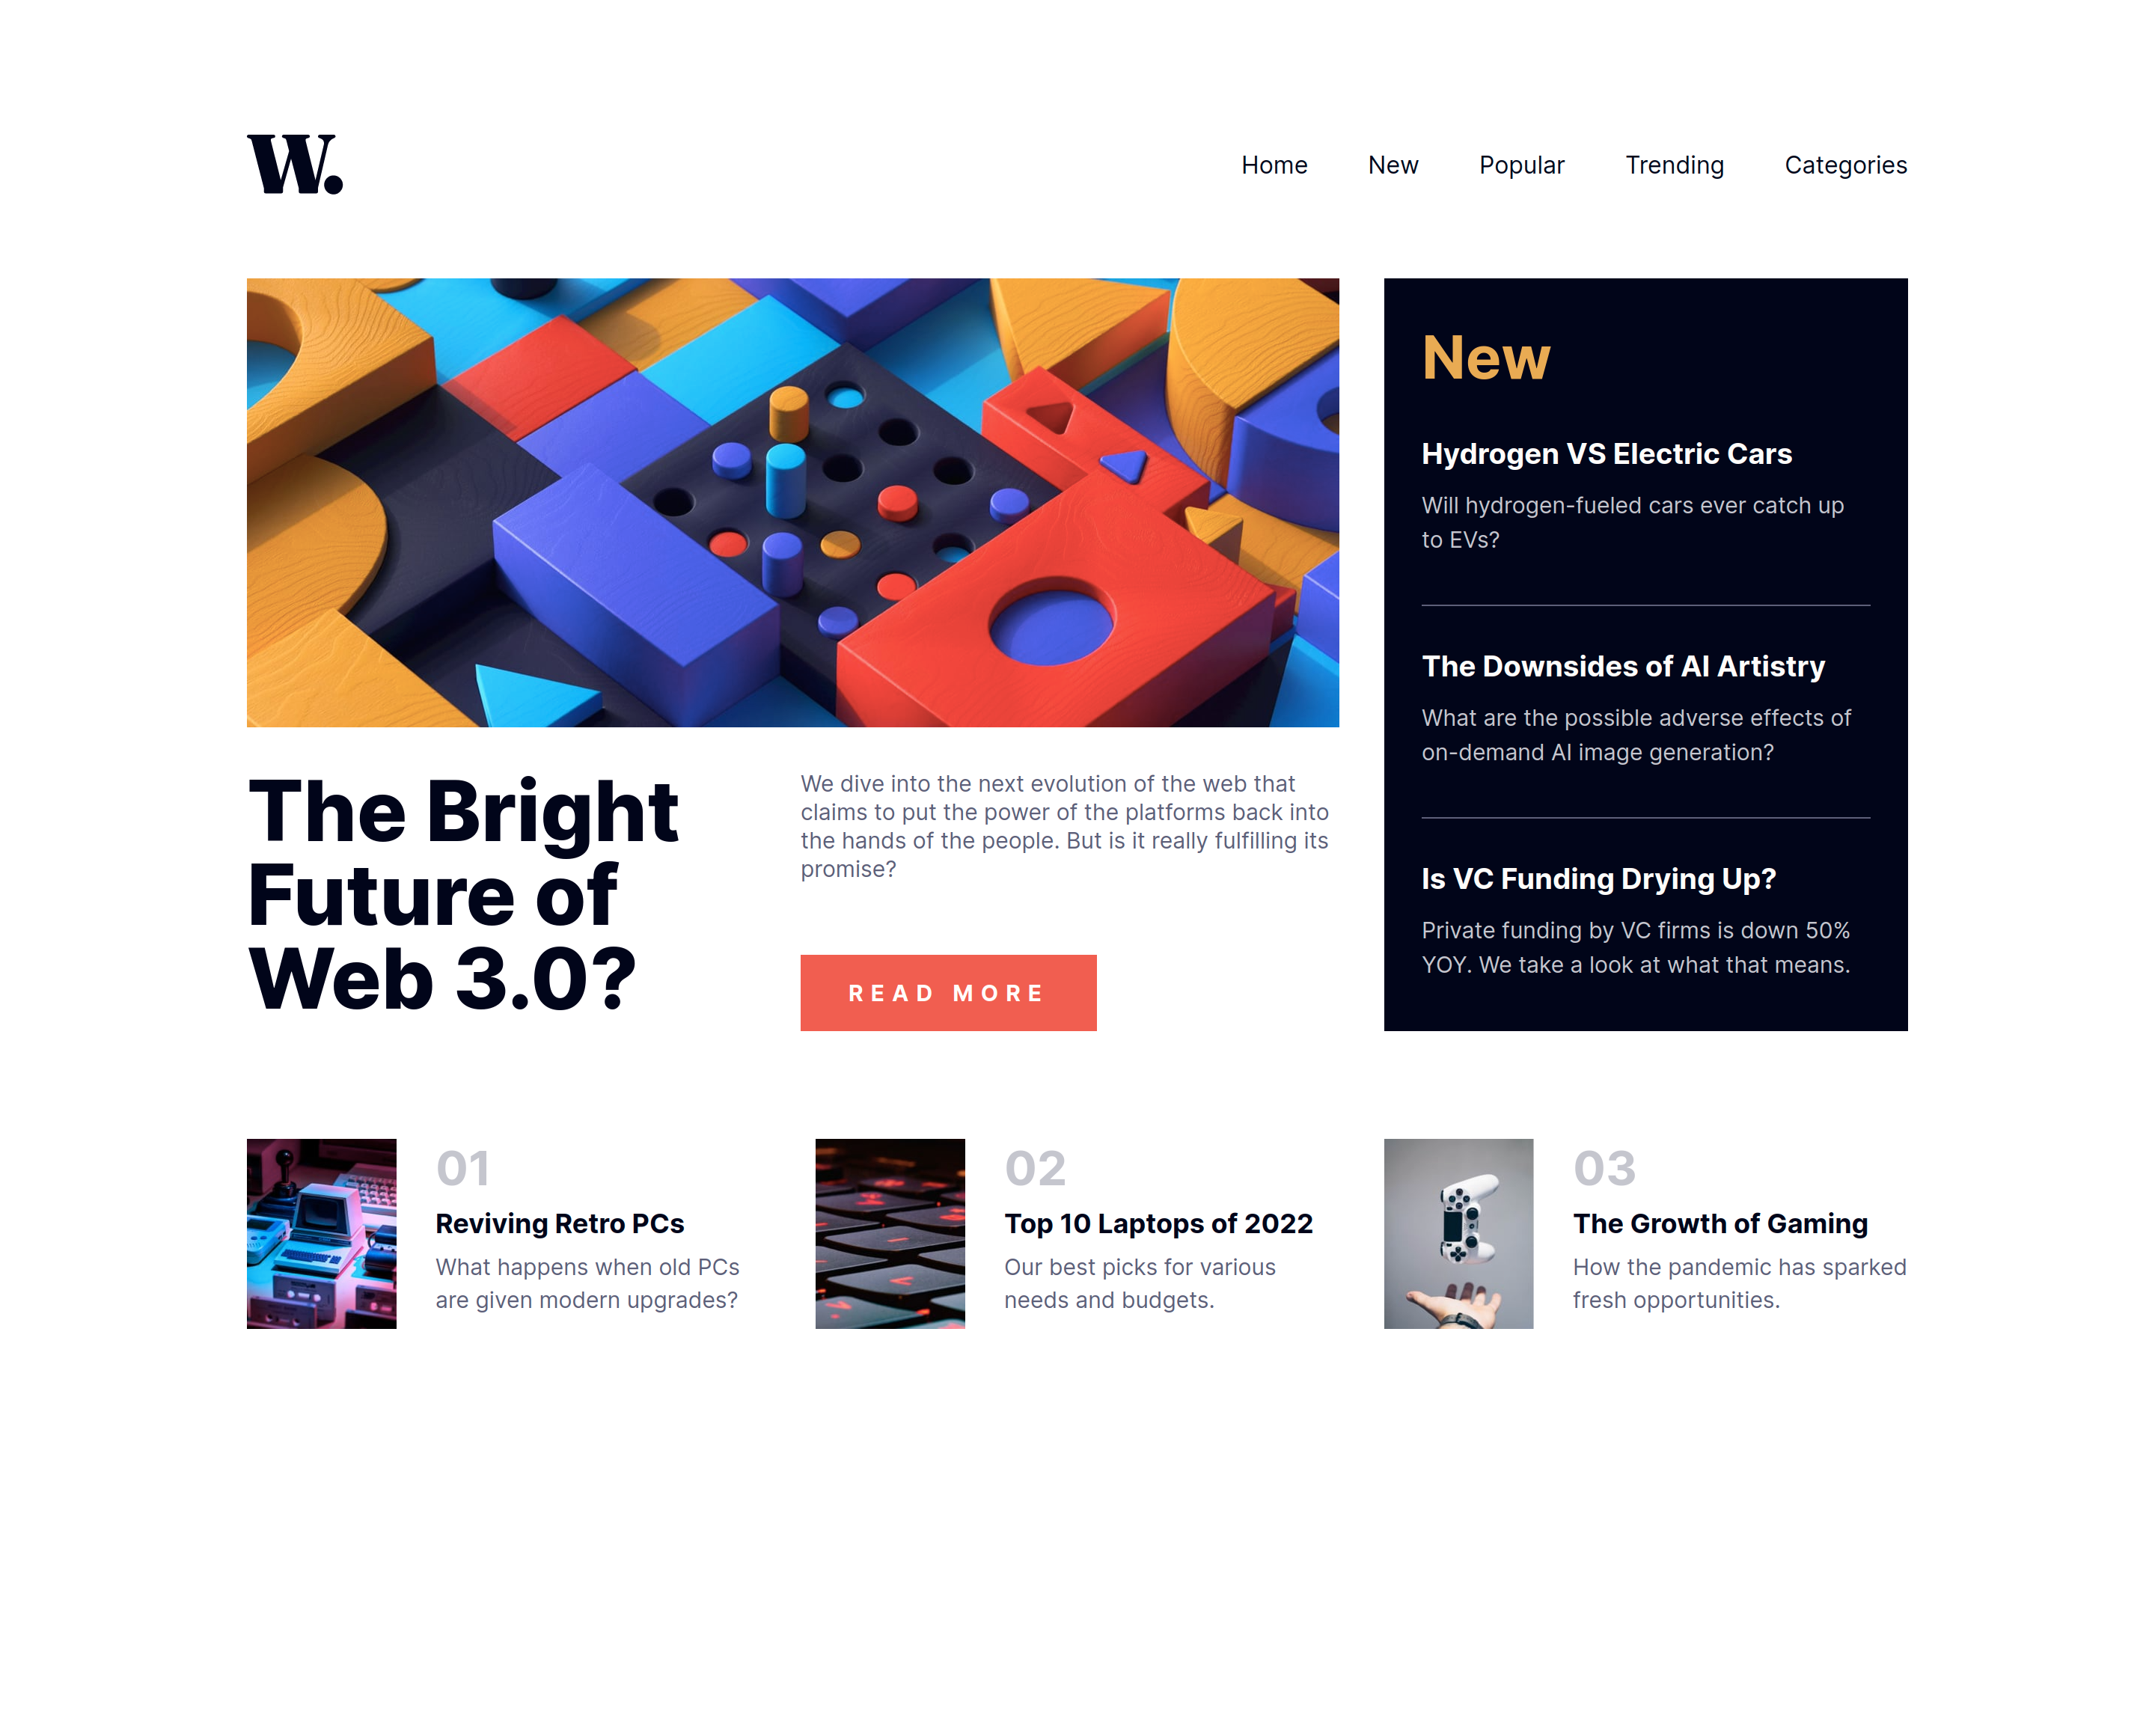 W.
Home New Popular Trending Categories
The Bright
Future of
Web 3.0?
We dive into the next evolution of the web that
claims to put the power of the platforms back into
the hands of the people. But is it really fulfilling its
promise?
READ MORE
New
Hydrogen VS Electric Cars
Will hydrogen-fueled cars ever catch up
to EVs?
The Downsides of AI Artistry
What are the possible adverse effects of
on-demand AI image generation?
Is VC Funding Drying Up?
Private funding by VC firms is down 50%
YOY. We take a look at what that means.
01
Reviving Retro PCs
What happens when old PCs
are given modern upgrades?
02
Top 10 Laptops of 2022
Our best picks for various
needs and budgets.
03
The Growth of Gaming
How the pandemic has sparked
fresh opportunities.